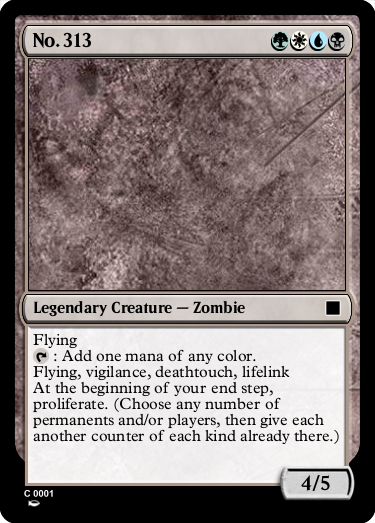 No. 313
Legendary Creature — Zombie
Flying
: Add one mana of any color.
Flying, vigilance, deathtouch, lifelink
At the beginning of your end step,
proliferate. (Choose any number of
permanents and/or players, then give each
another counter of each kind already there.)
4/5
C 0001